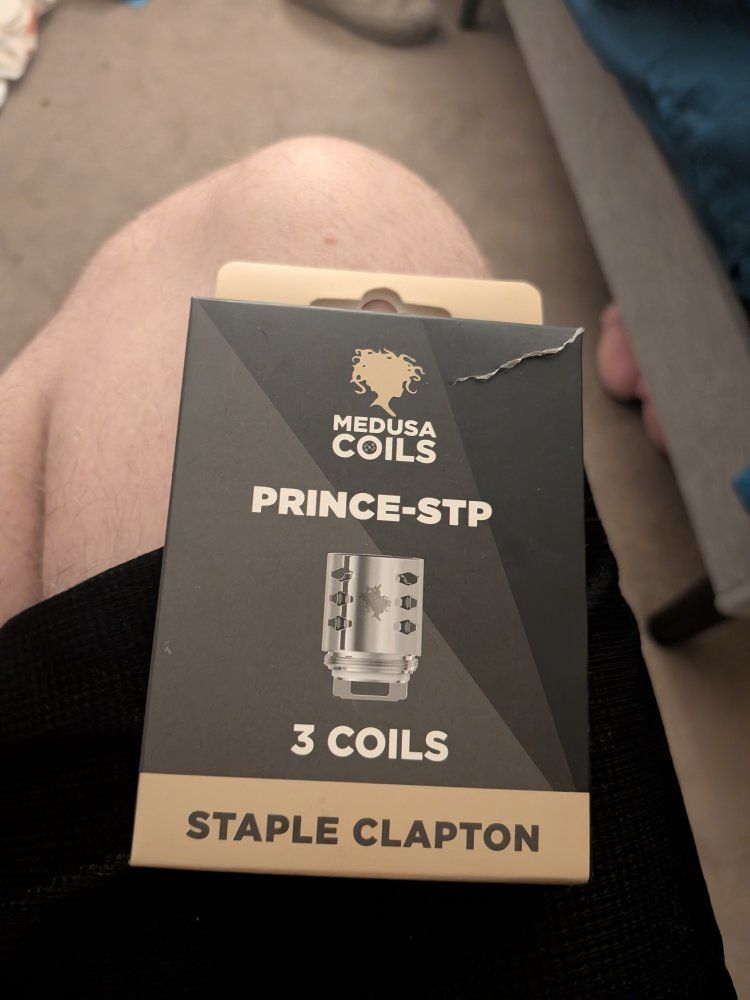 MEDUSA
COILS
PRINCE-STP
3 COILS
STAPLE CLAPTON